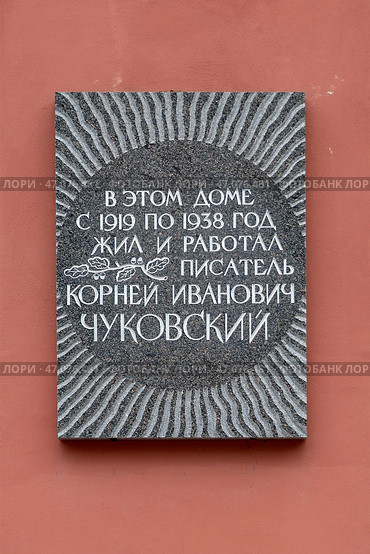 В ЭТОМ ДОМЕ
С 1919 ПО 1938 ГОД
ЖИЛ И РАБОТАЛ
ПИСАТЕЛЬ
КОРНЕЙ ИВАНОВИЧ
ЧУКОВСКИЙ